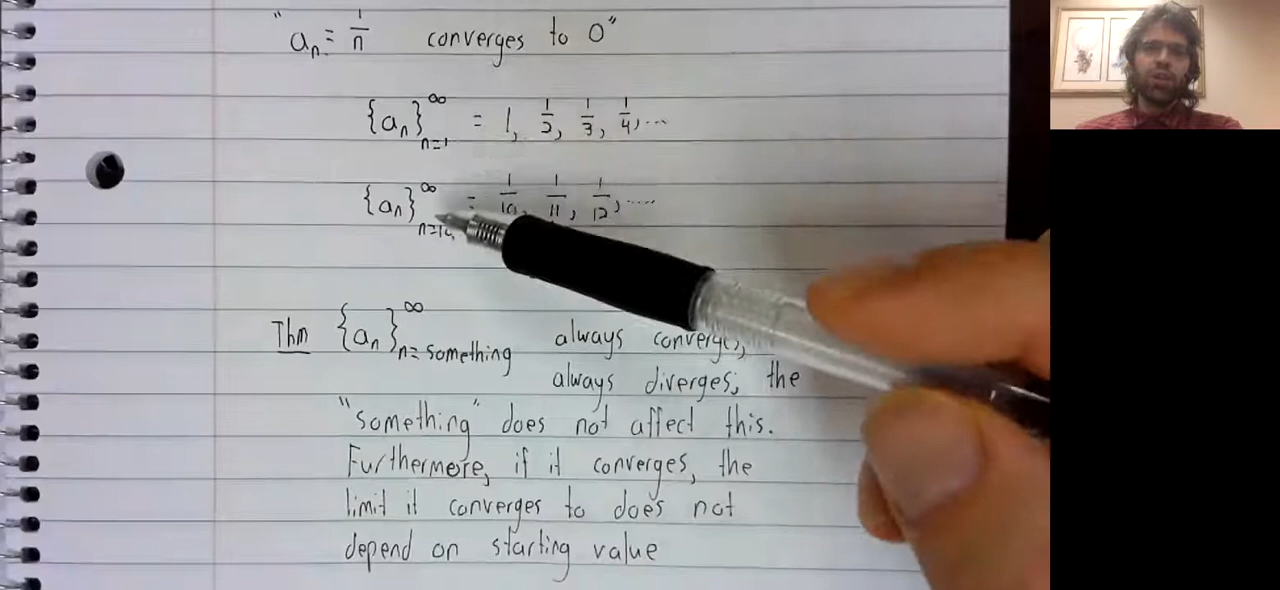 "aₙ = 1/n converges to 0"
{aₙ}_{n=1}^∞ = 1, 1/2, 1/3, 1/4, ...
{aₙ}_{n=10}^∞ = 1/10, 1/11, 1/12, ....
Thm {aₙ}_{n=something}^∞ always converges,
always diverges; the
"something" does not affect this.
Furthermore, if it converges, the
limit it converges to does not
depend on starting value